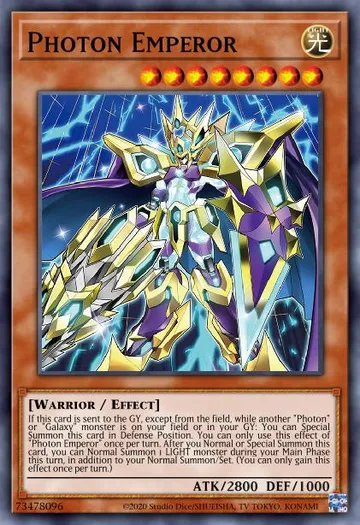 PHOTON EMPEROR
LIGHT
光
[WARRIOR / EFFECT]
If this card is sent to the GY, except from the field, while another "Photon"
or "Galaxy" monster is on your field or in your GY: You can Special
Summon this card in Defense Position. You can only use this effect of
"Photon Emperor" once per turn. After you Normal or Special Summon this
card, you can Normal Summon 1 LIGHT monster during your Main Phase
this turn, in addition to your Normal Summon/Set. (You can only gain this
effect once per turn.)
ATK/2800 DEF/1000
73478096
©2020 Studio Dice/SHUEISHA, TV TOKYO, KONAMI